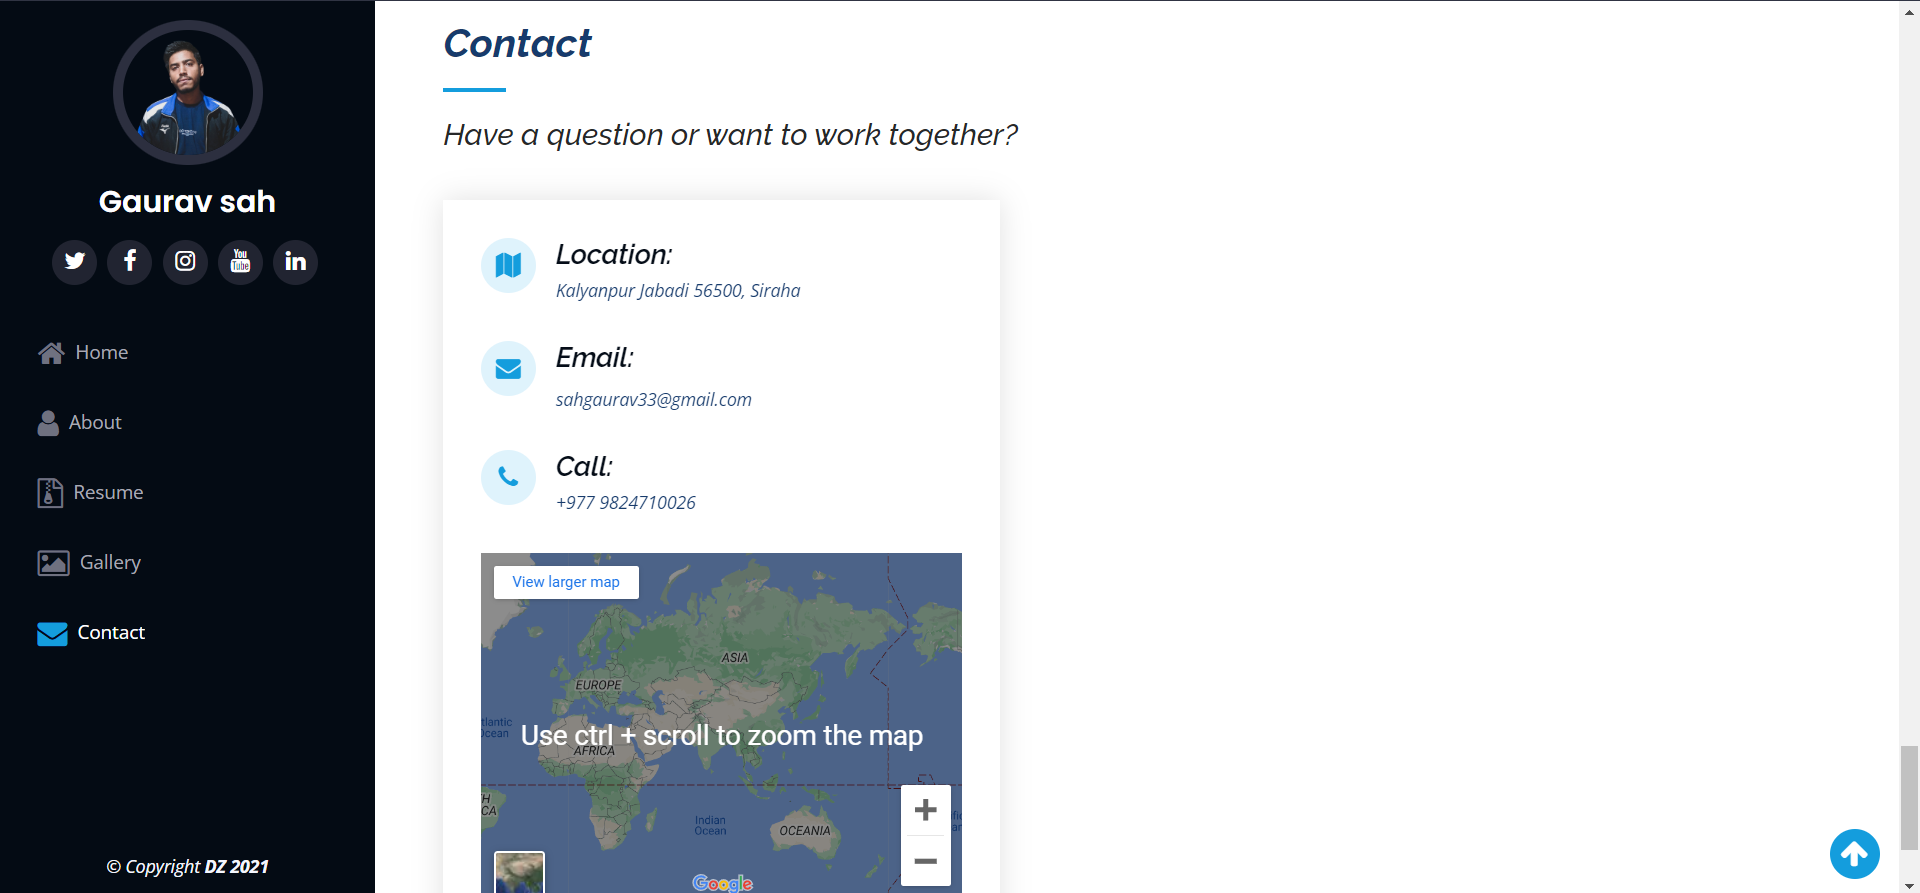 Gaurav sah
You
Tube
Home
About
Resume
Gallery
Contact
© Copyright DZ 2021
Contact
Have a question or want to work together?
Location:
Kalyanpur Jabadi 56500, Siraha
Email:
sahgaurav33@gmail.com
Call:
+977 9824710026
View larger map
ASIA
EUROPE
tlantic
Ocean
Use ctrl + scroll to zoom the map
AFRICA
H
CA
Indian
Ocean
OCEANIA
Google